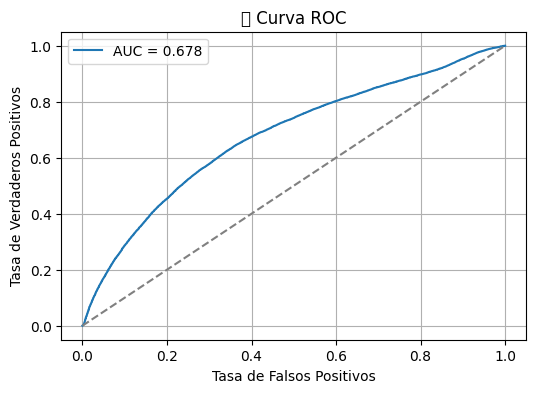 Curva ROC
AUC = 0.678
Tasa de Verdaderos Positivos
1.0
0.8
0.6
0.4
0.2
0.0
0.0 0.2 0.4 0.6 0.8 1.0
Tasa de Falsos Positivos